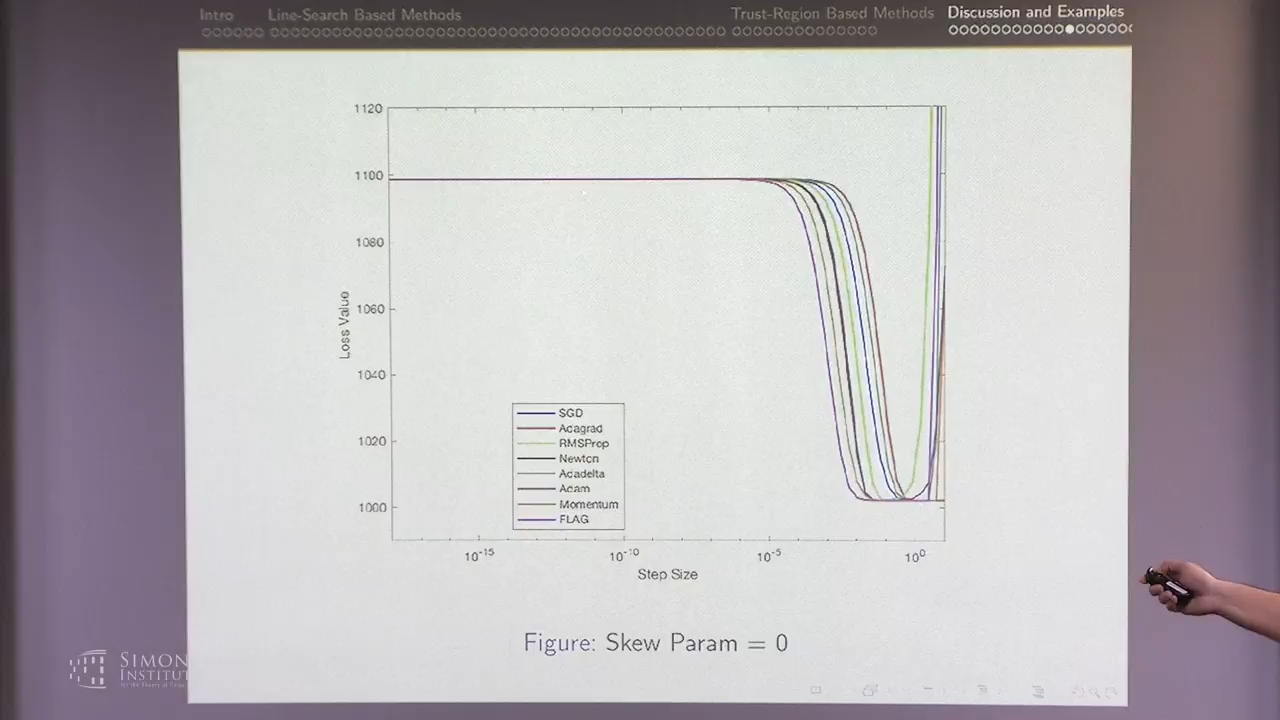 Intro Line-Search Based Methods Trust-Region Based Methods Discussion and Examples
1120
1100
1080
1060
1040
1020
1000
Loss Value
SGD
Adagrad
RMSProp
Newton
Adadelta
Adam
Momentum
FLAG
10-15 10-10 10-5 100
Step Size
Figure: Skew Param = 0
SIMON
INSTITUT